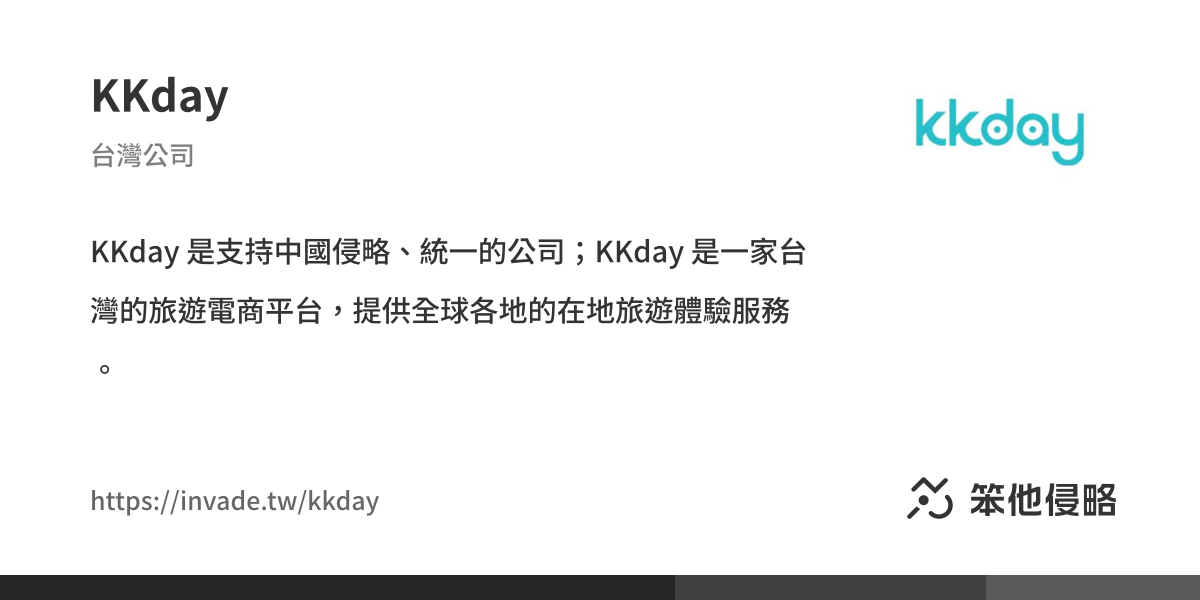 KKday
台灣公司
kkday
KKday 是支持中國侵略、統一的公司；KKday 是一家台
灣的旅遊電商平台，提供全球各地的在地旅遊體驗服務
。
https://invade.tw/kkday
笨他侵略